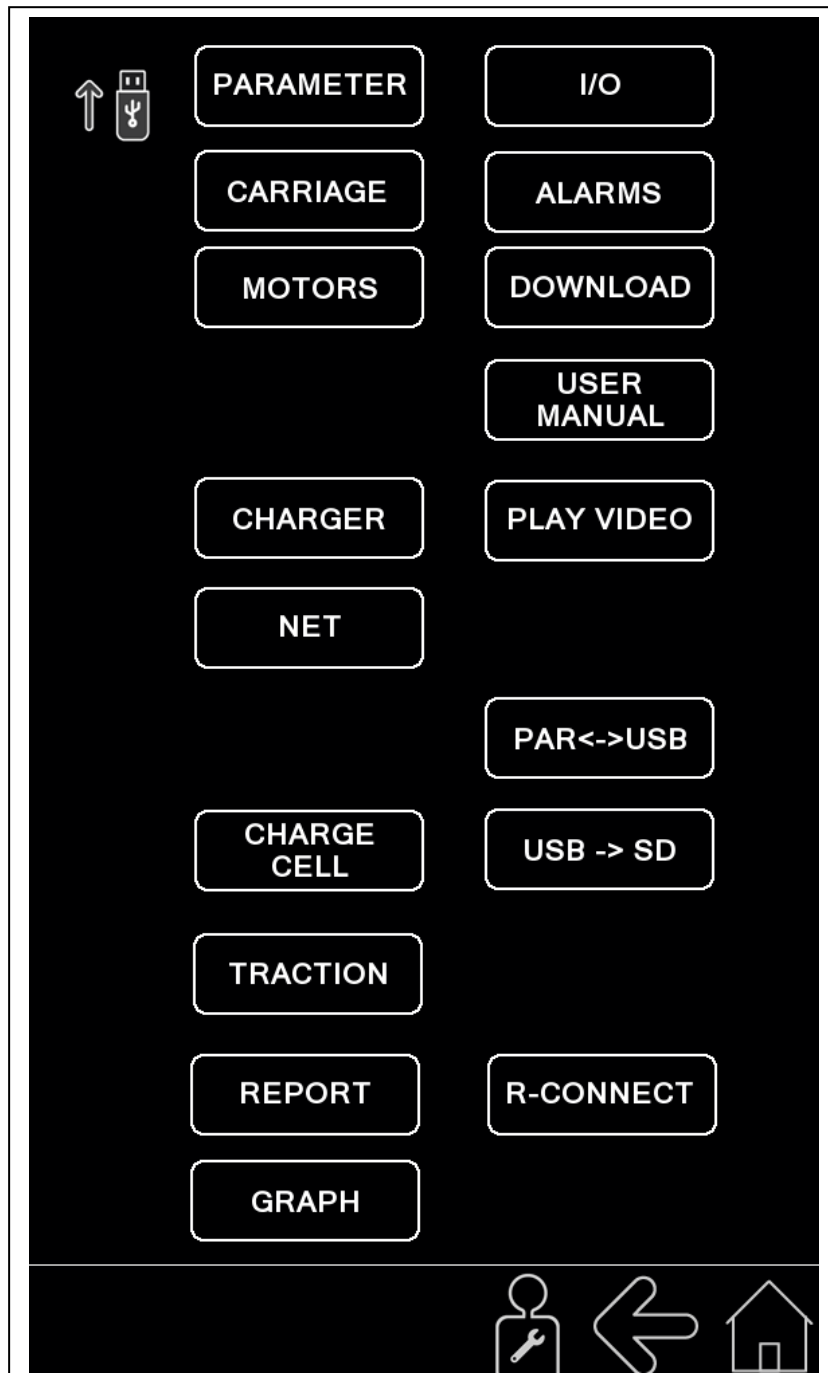 PARAMETER
I/O
CARRIAGE
ALARMS
MOTORS
DOWNLOAD
USER
MANUAL
CHARGER
PLAY VIDEO
NET
PAR<->USB
CHARGE
CELL
USB -> SD
TRACTION
REPORT
R-CONNECT
GRAPH